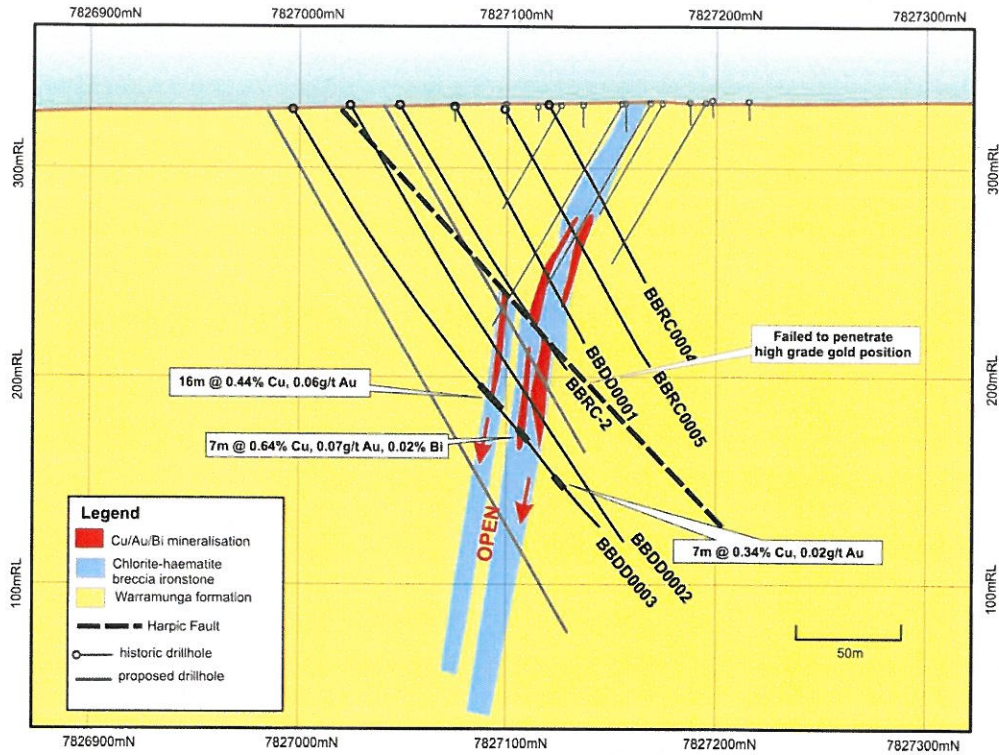 7826900mN
7827000mN
7827100mN
7827200mN
7827300mN
300mRL
300mRL
200mRL
200mRL
100mRL
100mRL
BBRC0004
BBDD0001
BBRC0005
BBRC-2
Failed to penetrate
high grade gold position
16m @ 0.44% Cu, 0.06g/t Au
7m @ 0.64% Cu, 0.07g/t Au, 0.02% Bi
OPEN
BBDD0002
BBDD0003
7m @ 0.34% Cu, 0.02g/t Au
Legend
Cu/Au/Bi mineralisation
Chlorite-haematite
breccia ironstone
Warramunga formation
Harpic Fault
historic drillhole
proposed drillhole
50m
7826900mN
7827000mN
7827100mN
7827200mN
7827300mN